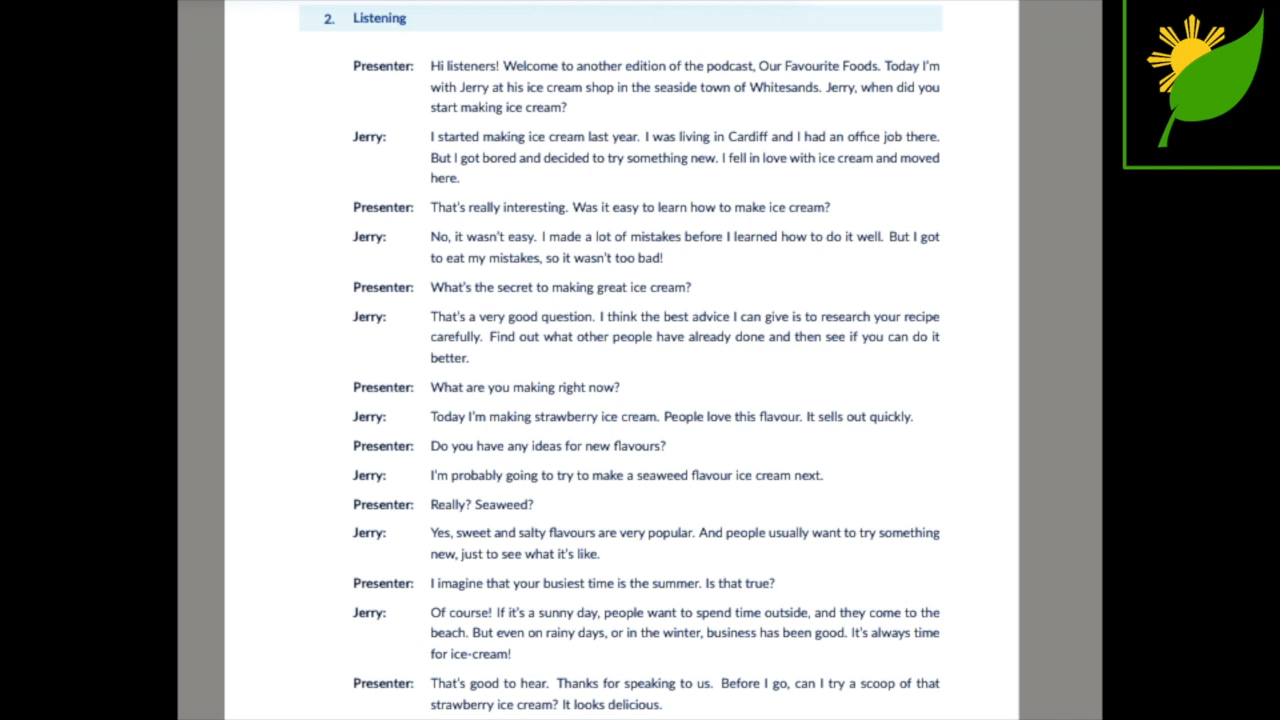 2. Listening
Presenter: Hi listeners! Welcome to another edition of the podcast, Our Favourite Foods. Today I'm
with Jerry at his ice cream shop in the seaside town of Whitesands. Jerry, when did you
start making ice cream?
Jerry: I started making ice cream last year. I was living in Cardiff and I had an office job there.
But I got bored and decided to try something new. I fell in love with ice cream and moved
here.
Presenter: That's really interesting. Was it easy to learn how to make ice cream?
Jerry: No, it wasn't easy. I made a lot of mistakes before I learned how to do it well. But I got
to eat my mistakes, so it wasn't too bad!
Presenter: What's the secret to making great ice cream?
Jerry: That's a very good question. I think the best advice I can give is to research your recipe
carefully. Find out what other people have already done and then see if you can do it
better.
Presenter: What are you making right now?
Jerry: Today I'm making strawberry ice cream. People love this flavour. It sells out quickly.
Presenter: Do you have any ideas for new flavours?
Jerry: I'm probably going to try to make a seaweed flavour ice cream next.
Presenter: Really? Seaweed?
Jerry: Yes, sweet and salty flavours are very popular. And people usually want to try something
new, just to see what it's like.
Presenter: I imagine that your busiest time is the summer. Is that true?
Jerry: Of course! If it's a sunny day, people want to spend time outside, and they come to the
beach. But even on rainy days, or in the winter, business has been good. It's always time
for ice-cream!
Presenter: That's good to hear. Thanks for speaking to us. Before I go, can I try a scoop of that
strawberry ice cream? It looks delicious.